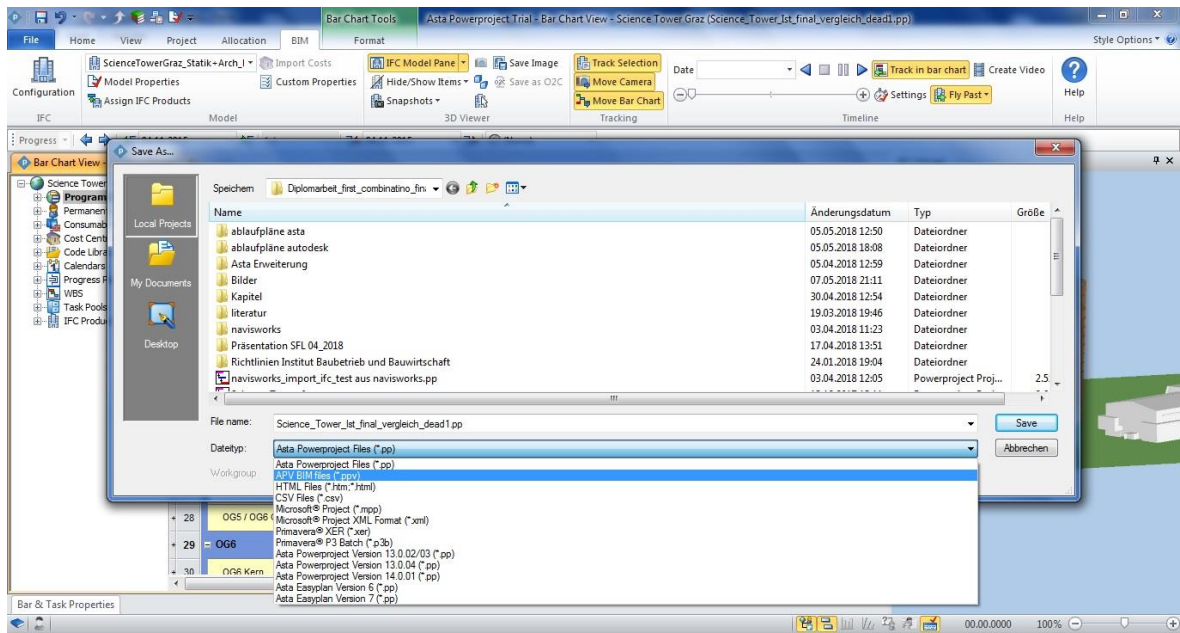 Bar Chart Tools
Asta Powerproject Trial - Bar Chart View - Science Tower Graz (Science_Tower_Ist_final_vergleich_dead1.pp)
File Home View Project Allocation BIM Format Style Options
Configuration
ScienceTowerGraz_Statik+Arch_I
Model Properties
Assign IFC Products
Import Costs
Custom Properties
IFC Model Pane
Save Image
Hide/Show Items
Save as O2C
Snapshots
Track Selection
Move Camera
Move Bar Chart
Date
Track in bar chart
Create Video
Settings
Fly Past
Help
IFC Model 3D Viewer Tracking Timeline Help
Progress
Bar Chart View -
Science Tower
Program
Permanen
Consumab
Cost Cent
Code Libra
Calendars
Progress P
WBS
Task Pools
IFC Produ
Save As...
Local Projects
My Documents
Desktop
Speichern
Diplomarbeit_first_combinatino_fin
Name Änderungsdatum Typ Größe
ablaufpläne asta 05.05.2018 12:50 Dateiordner
ablaufpläne autodesk 05.05.2018 18:08 Dateiordner
Asta Erweiterung 05.04.2018 12:59 Dateiordner
Bilder 07.05.2018 21:11 Dateiordner
Kapitel 30.04.2018 12:54 Dateiordner
literatur 19.03.2018 19:46 Dateiordner
navisworks 03.04.2018 11:23 Dateiordner
Präsentation SFL 04_2018 17.04.2018 13:51 Dateiordner
Richtlinien Institut Baubetrieb und Bauwirtschaft 24.01.2018 19:04 Dateiordner
navisworks_import_ifc_test aus navisworks.pp 03.04.2018 12:05 Powerproject Proj... 2.5
File name: Science_Tower_Ist_final_vergleich_dead1.pp Save
Dateityp: Asta Powerproject Files (*.pp) Abbrechen
Workgroup
Asta Powerproject Files (*.pp)
APV BIM files (*.ppv)
HTML Files (*.htm;*.html)
CSV Files (*.csv)
Microsoft® Project (*.mpp)
Microsoft® Project XML Format (*.xml)
Primavera® XER (*.xer)
Primavera® P3 Batch (*.p3b)
Asta Powerproject Version 13.0.02/03 (*.pp)
Asta Powerproject Version 13.0.04 (*.pp)
Asta Powerproject Version 14.0.01 (*.pp)
Asta Easyplan Version 6 (*.pp)
Asta Easyplan Version 7 (*.pp)
28 OG5 / OG6
29 OG6
30 OG6 Kern
Bar & Task Properties
00.00.0000 100%